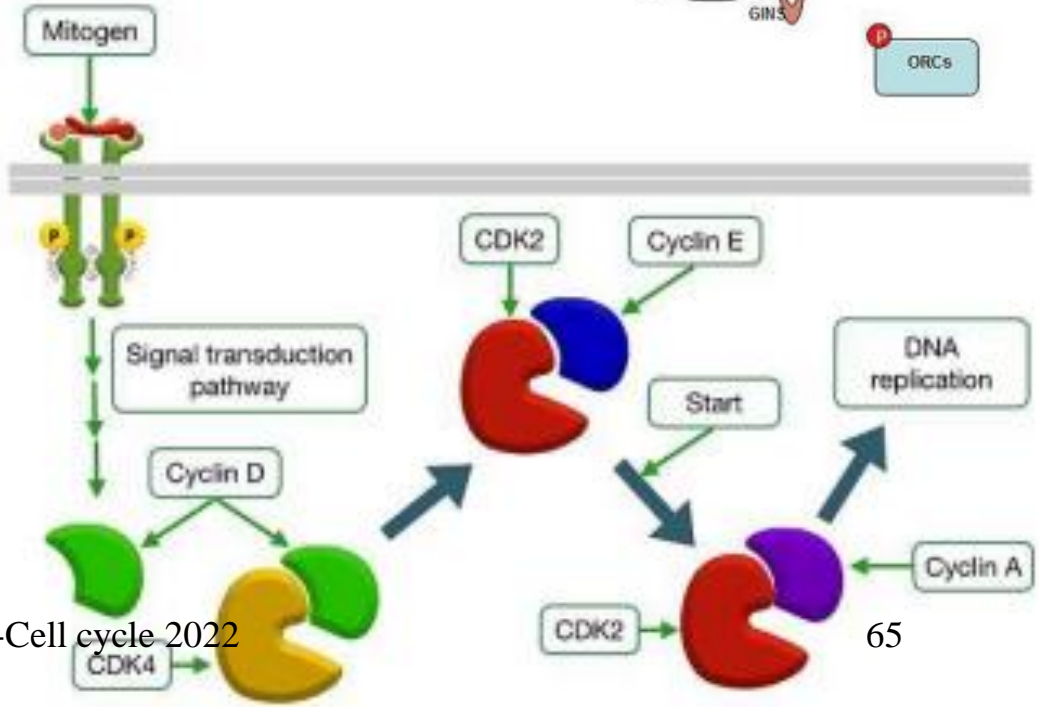 GINS
P
ORCs
Mitogen
P
P
CDK2
Cyclin E
Signal transduction
pathway
DNA
replication
Start
Cyclin D
Cyclin A
CDK2
-Cell cycle 2022
65
CDK4